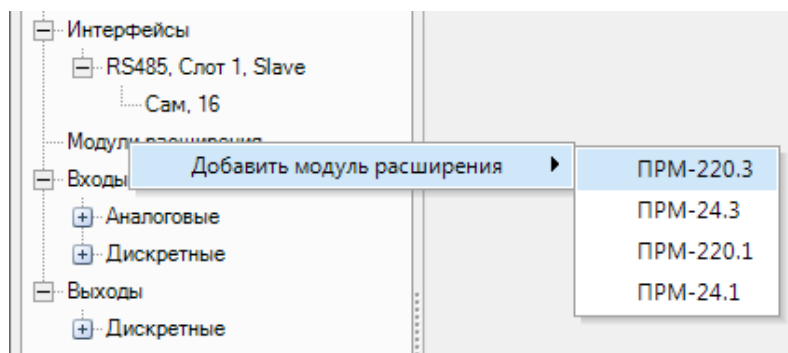 Интерфейсы
RS485, Слот 1, Slave
Сам, 16
Модули расширения
Добавить модуль расширения
ПРМ-220.3
ПРМ-24.3
ПРМ-220.1
ПРМ-24.1
Входы
Аналоговые
Дискретные
Выходы
Дискретные